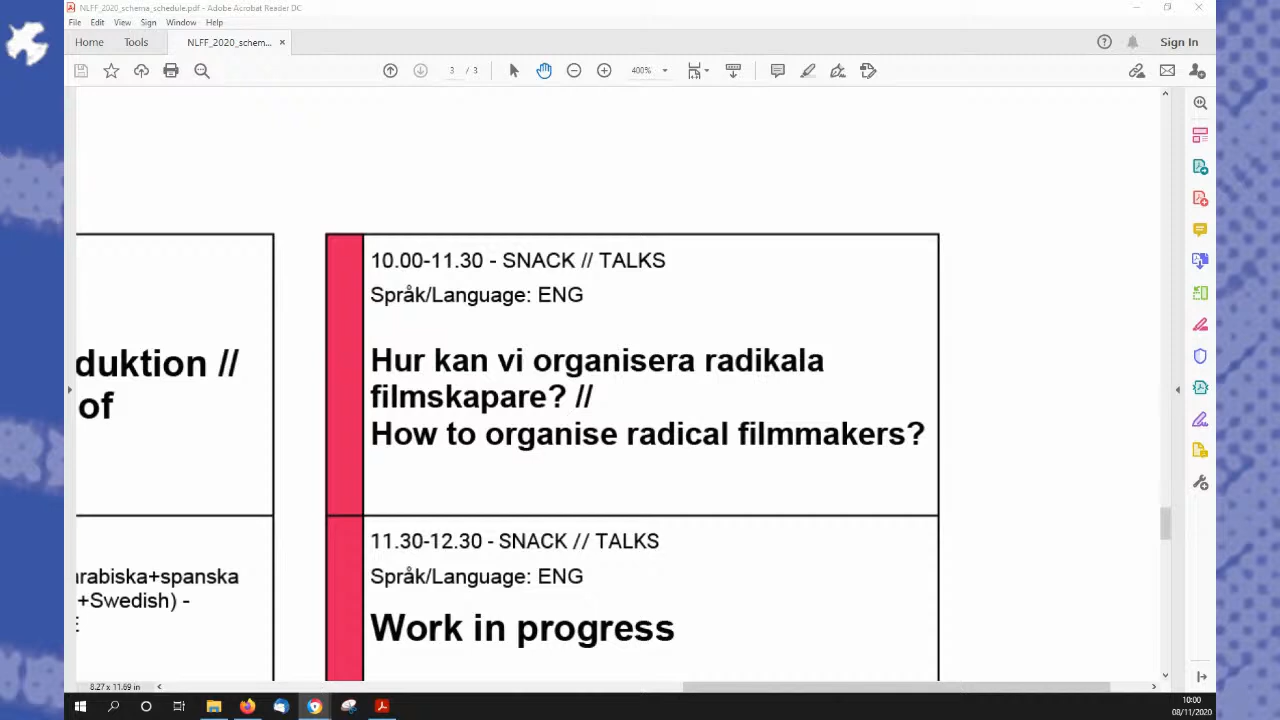 NLFF_2020_schema_schedule.pdf - Adobe Acrobat Reader DC
File Edit View Sign Window Help
Home Tools NLFF_2020_schem... × Sign In
3 / 3 400%
duktion //
of
arabiska+spanska
+Swedish) -
10.00-11.30 - SNACK // TALKS
Språk/Language: ENG
Hur kan vi organisera radikala
filmskapare? //
How to organise radical filmmakers?
11.30-12.30 - SNACK // TALKS
Språk/Language: ENG
Work in progress
8.27 x 11.69 in
10:00
08/11/2020